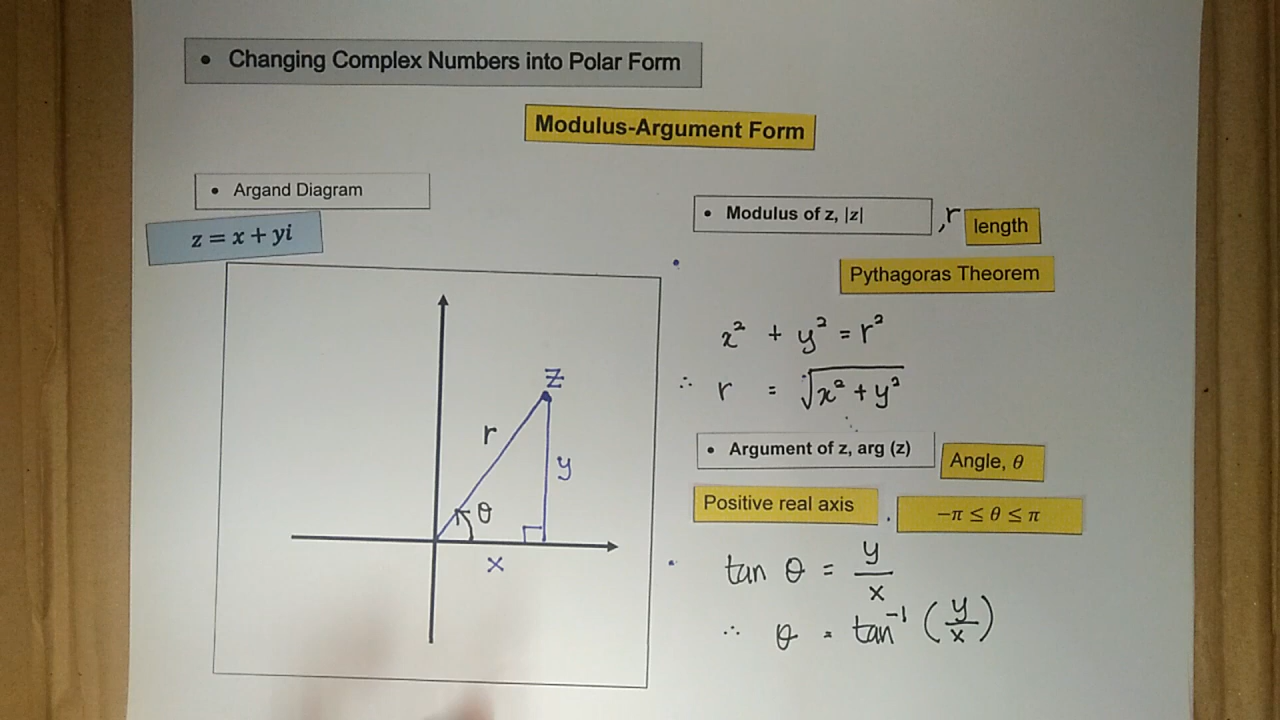 • Changing Complex Numbers into Polar Form
Modulus-Argument Form
• Argand Diagram
z = x + yi
z
r
y
θ
x
• Modulus of z, |z| , r length
Pythagoras Theorem
x² + y² = r²
∴ r = √(x² + y²)
• Argument of z, arg (z) Angle, θ
Positive real axis . −π ≤ θ ≤ π
tan θ = y/x
∴ θ = tan⁻¹ (y/x)